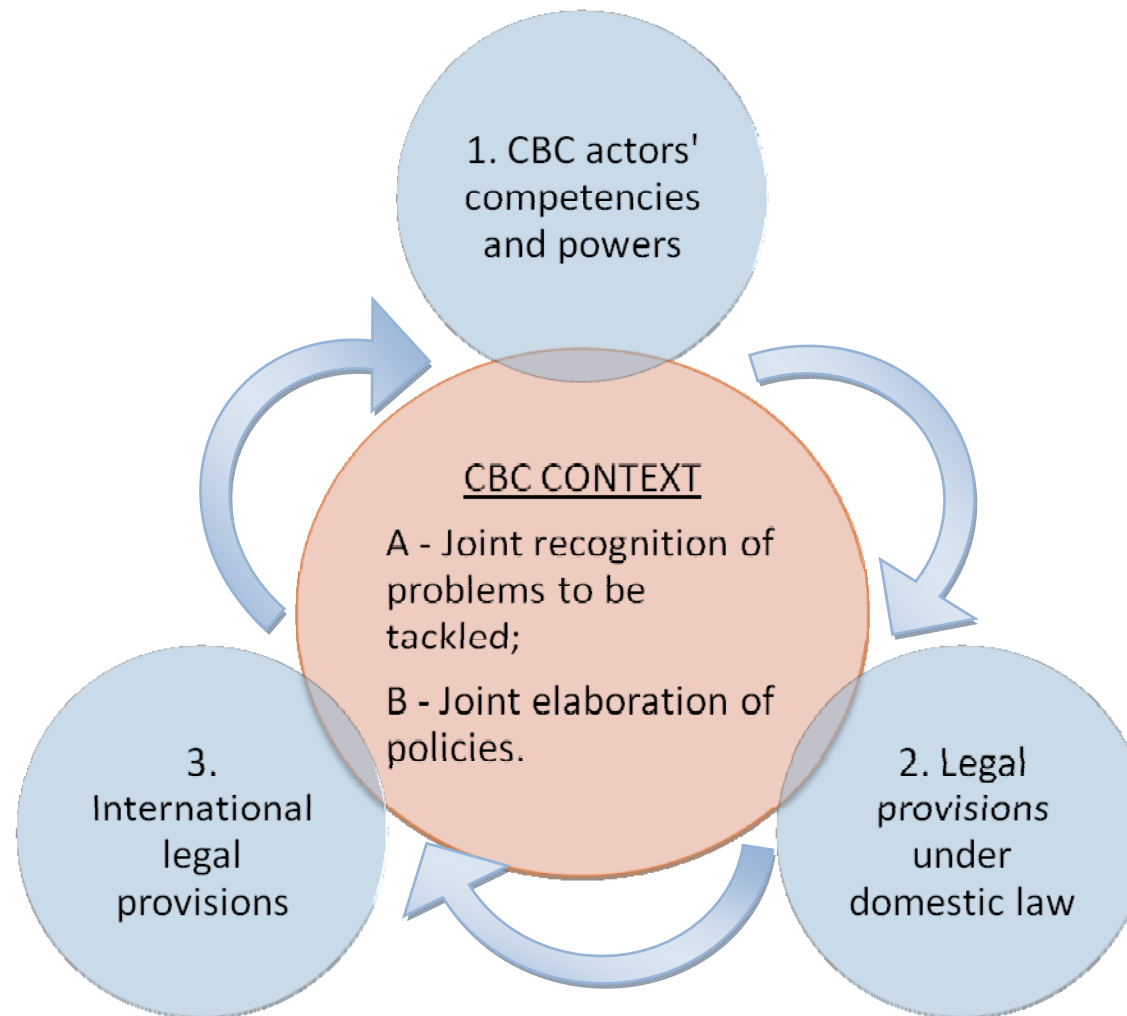 1. CBC actors'
competencies
and powers
CBC CONTEXT
A - Joint recognition of
problems to be
tackled;
B - Joint elaboration of
policies.
3.
International
legal
provisions
2. Legal
provisions
under
domestic law